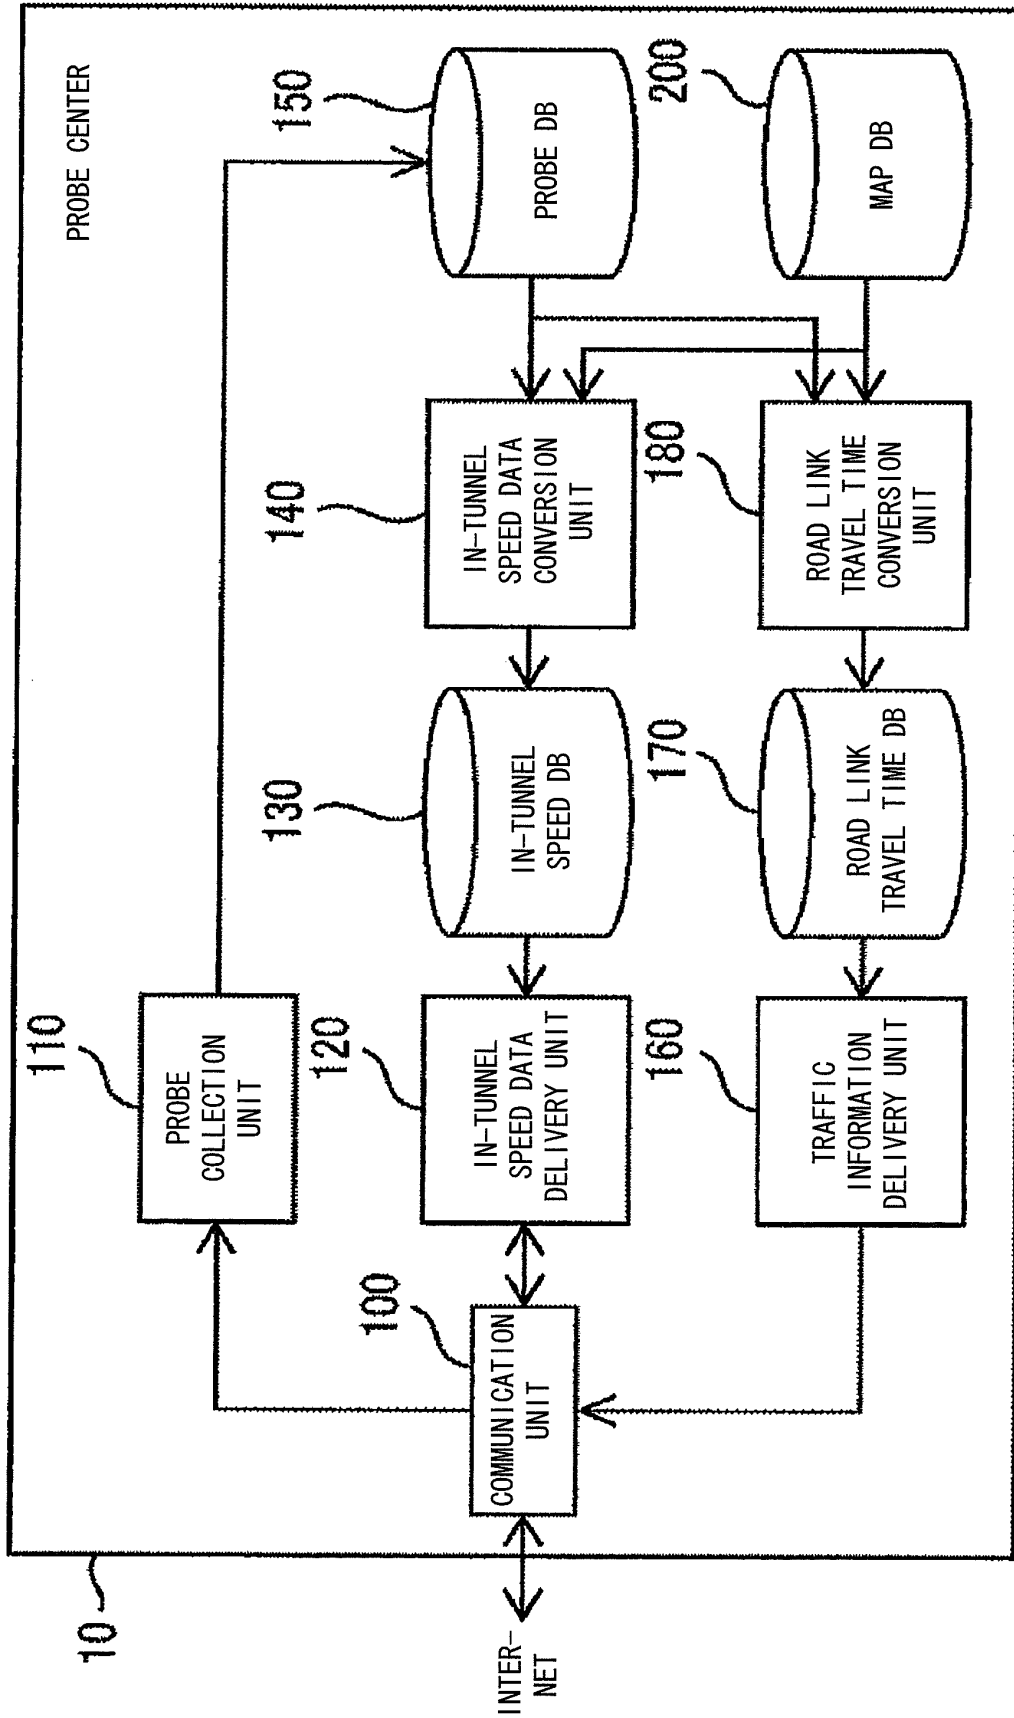 10
PROBE CENTER
110
PROBE
COLLECTION
UNIT
150
PROBE DB
INTER-
NET
100
COMMUNICATION
UNIT
120
IN-TUNNEL
SPEED DATA
DELIVERY UNIT
130
IN-TUNNEL
SPEED DB
140
IN-TUNNEL
SPEED DATA
CONVERSION
UNIT
160
TRAFFIC
INFORMATION
DELIVERY UNIT
170
ROAD LINK
TRAVEL TIME DB
180
ROAD LINK
TRAVEL TIME
CONVERSION
UNIT
200
MAP DB